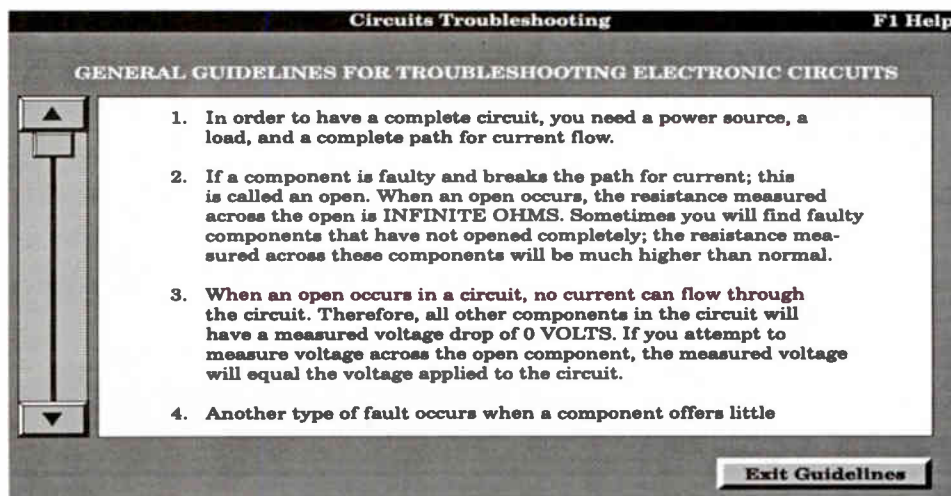 Circuits Troubleshooting F1 Help
GENERAL GUIDELINES FOR TROUBLESHOOTING ELECTRONIC CIRCUITS
1. In order to have a complete circuit, you need a power source, a
load, and a complete path for current flow.
2. If a component is faulty and breaks the path for current; this
is called an open. When an open occurs, the resistance measured
across the open is INFINITE OHMS. Sometimes you will find faulty
components that have not opened completely; the resistance mea-
sured across these components will be much higher than normal.
3. When an open occurs in a circuit, no current can flow through
the circuit. Therefore, all other components in the circuit will
have a measured voltage drop of 0 VOLTS. If you attempt to
measure voltage across the open component, the measured voltage
will equal the voltage applied to the circuit.
4. Another type of fault occurs when a component offers little
Exit Guidelines